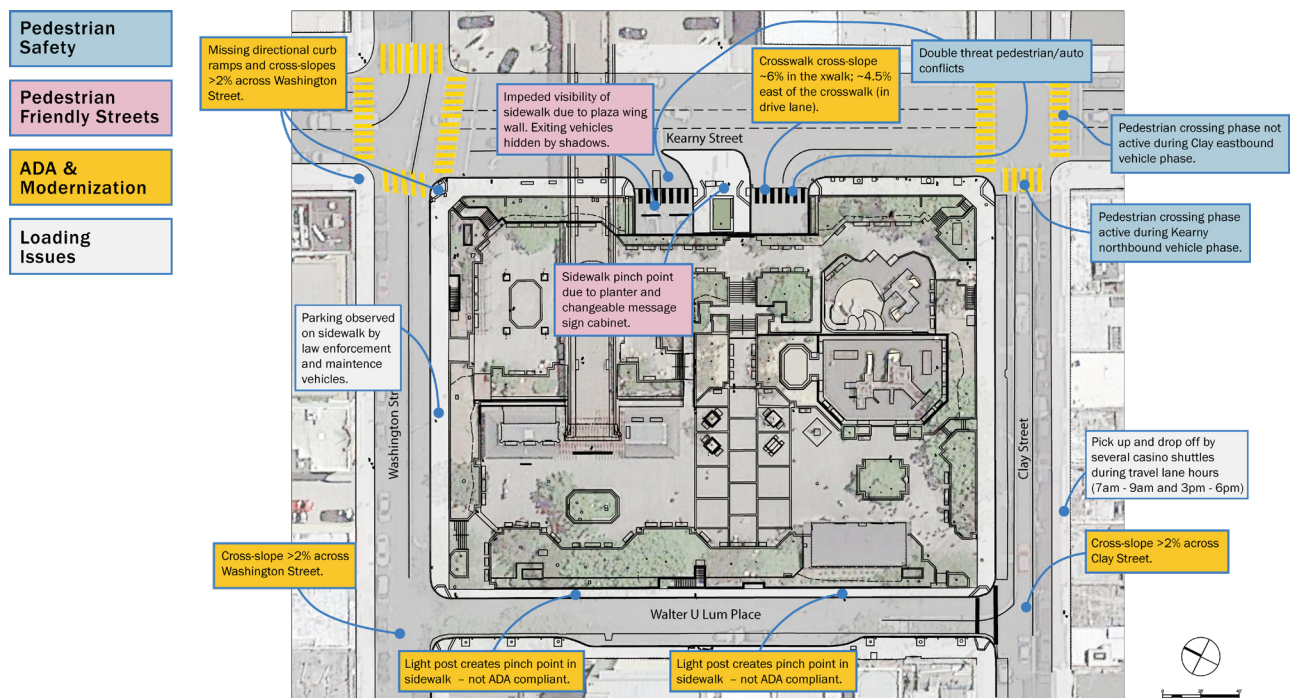 Pedestrian
Safety
Pedestrian
Friendly Streets
ADA &
Modernization
Loading
Issues
Missing directional curb
ramps and cross-slopes
>2% across Washington
Street.
Impeded visibility of
sidewalk due to plaza wing
wall. Exiting vehicles
hidden by shadows.
Crosswalk cross-slope
~6% in the xwalk; ~4.5%
east of the crosswalk (in
drive lane).
Double threat pedestrian/auto
conflicts
Kearny Street
Pedestrian crossing phase not
active during Clay eastbound
vehicle phase.
Pedestrian crossing phase
active during Kearny
northbound vehicle phase.
Sidewalk pinch point
due to planter and
changeable message
sign cabinet.
Parking observed
on sidewalk by
law enforcement
and maintence
vehicles.
Washington Stre
Clay Street
Pick up and drop off by
several casino shuttles
during travel lane hours
(7am - 9am and 3pm - 6pm)
Cross-slope >2% across
Washington Street.
Cross-slope >2% across
Clay Street.
Walter U Lum Place
Light post creates pinch point in
sidewalk – not ADA compliant.
Light post creates pinch point in
sidewalk – not ADA compliant.